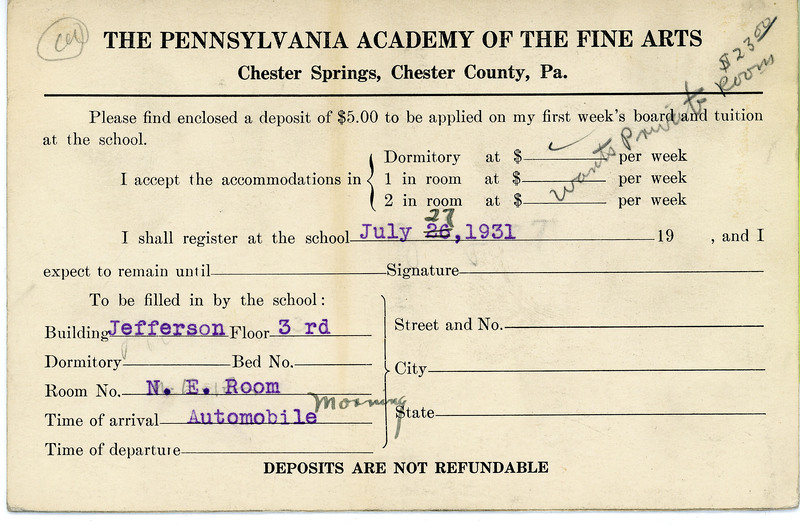 THE PENNSYLVANIA ACADEMY OF THE FINE ARTS
Chester Springs, Chester County, Pa.
$23.00
Wants Private Room
Please find enclosed a deposit of $5.00 to be applied on my first week's board and tuition
at the school.
Dormitory at $ per week
I accept the accommodations in 1 in room at $ per week
2 in room at $ per week
27
I shall register at the school July 26, 1931 19 , and I
expect to remain until Signature
To be filled in by the school:
Building Jefferson Floor 3 rd
Street and No.
Dormitory Bed No.
City
Room No. N. E. Room
Morning
Time of arrival Automobile
State
Time of departure
DEPOSITS ARE NOT REFUNDABLE